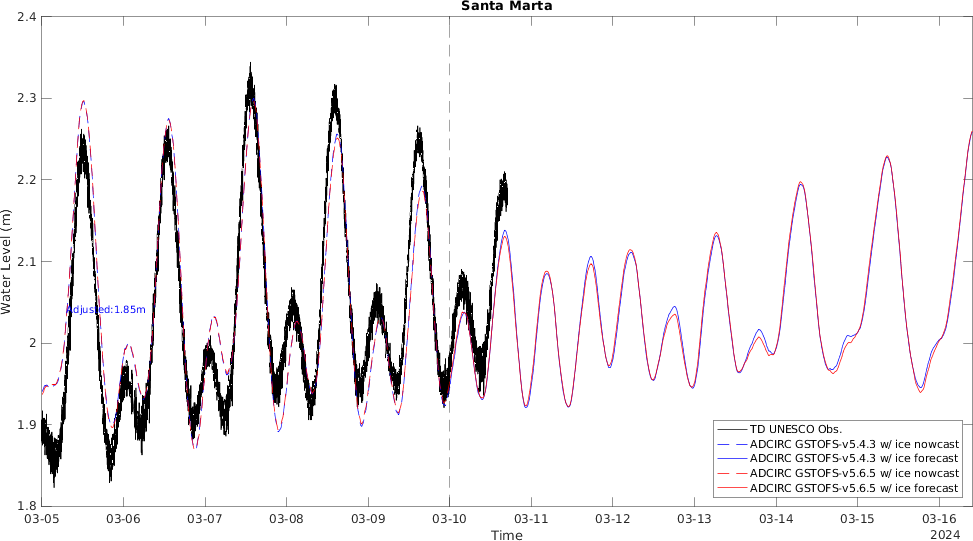 Santa Marta
2.4
2.3
2.2
2.1
2
1.9
1.8
Water Level (m)
Adjusted:1.85m
TD UNESCO Obs.
ADCIRC GSTOFS-v5.4.3 w/ ice nowcast
ADCIRC GSTOFS-v5.4.3 w/ ice forecast
ADCIRC GSTOFS-v5.6.5 w/ ice nowcast
ADCIRC GSTOFS-v5.6.5 w/ ice forecast
03-05 03-06 03-07 03-08 03-09 03-10 03-11 03-12 03-13 03-14 03-15 03-16
Time
2024